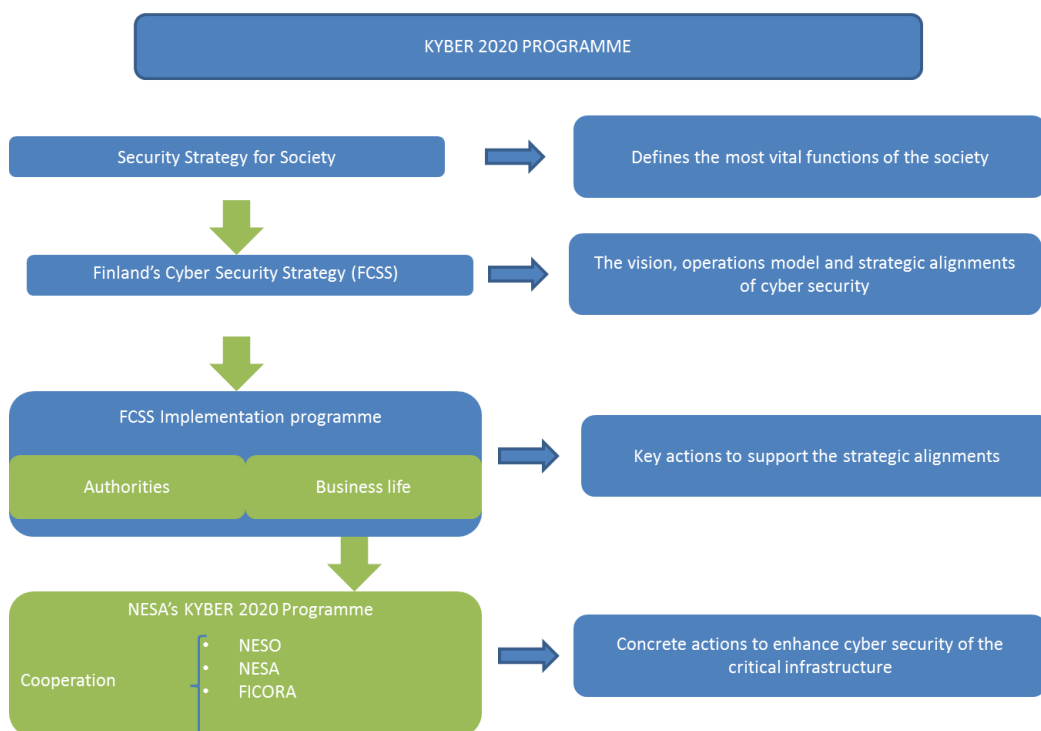 KYBER 2020 PROGRAMME
Security Strategy for Society
Defines the most vital functions of the society
Finland's Cyber Security Strategy (FCSS)
The vision, operations model and strategic alignments
of cyber security
FCSS Implementation programme
Authorities
Business life
Key actions to support the strategic alignments
NESA's KYBER 2020 Programme
Cooperation
• NESO
• NESA
• FICORA
Concrete actions to enhance cyber security of the
critical infrastructure